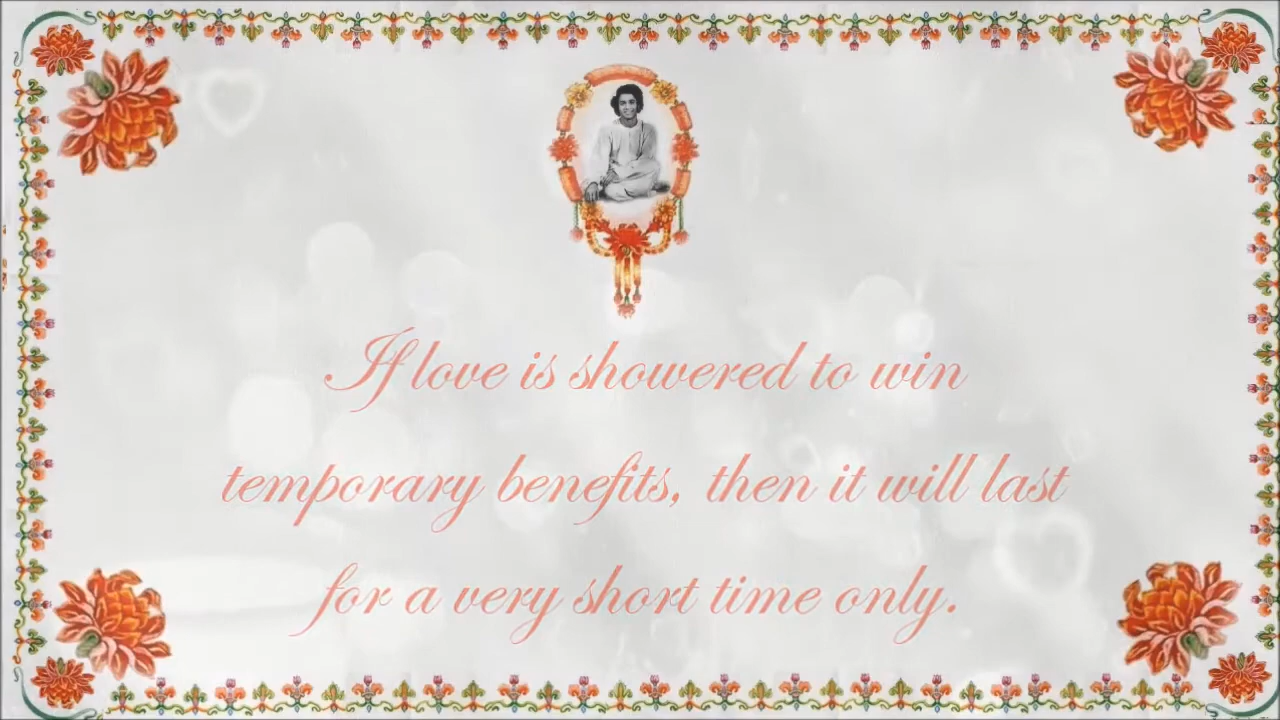 If love is showered to win
temporary benefits, then it will last
for a very short time only.